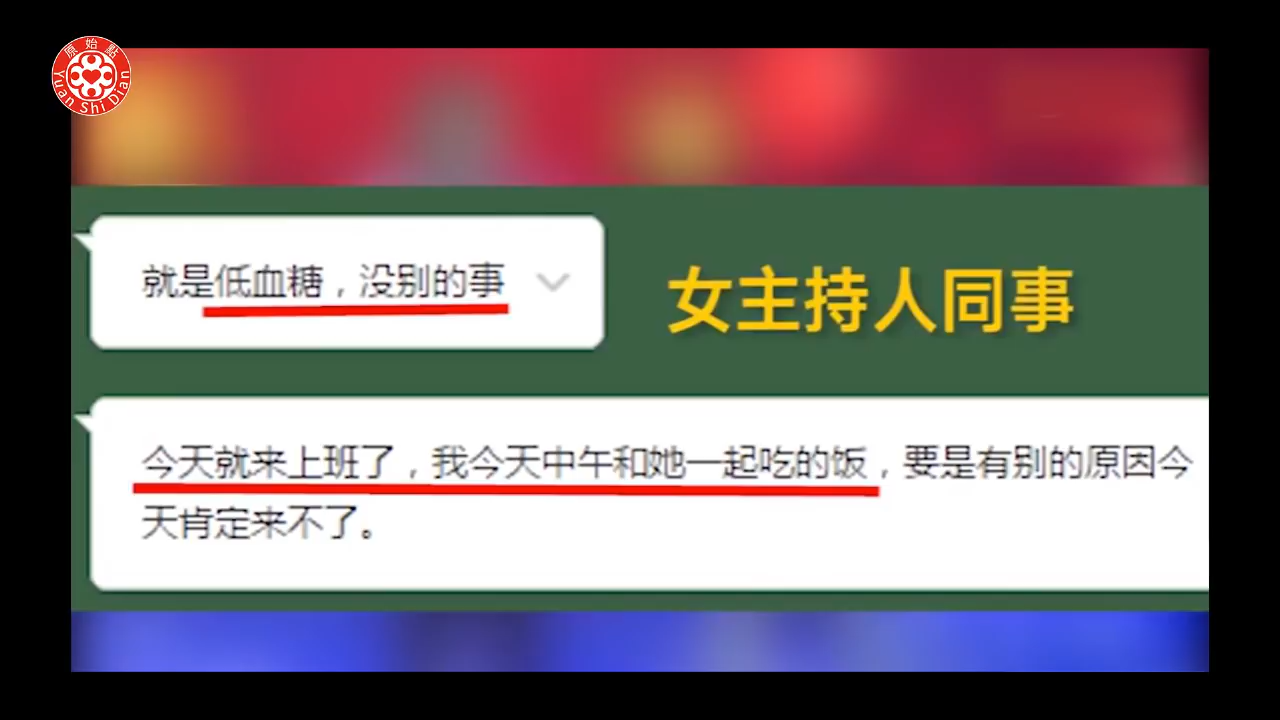 原始點
Yuan Shi Dian
就是低血糖，没别的事
女主持人同事
今天就来上班了，我今天中午和她一起吃的饭，要是有别的原因今
天肯定来不了。